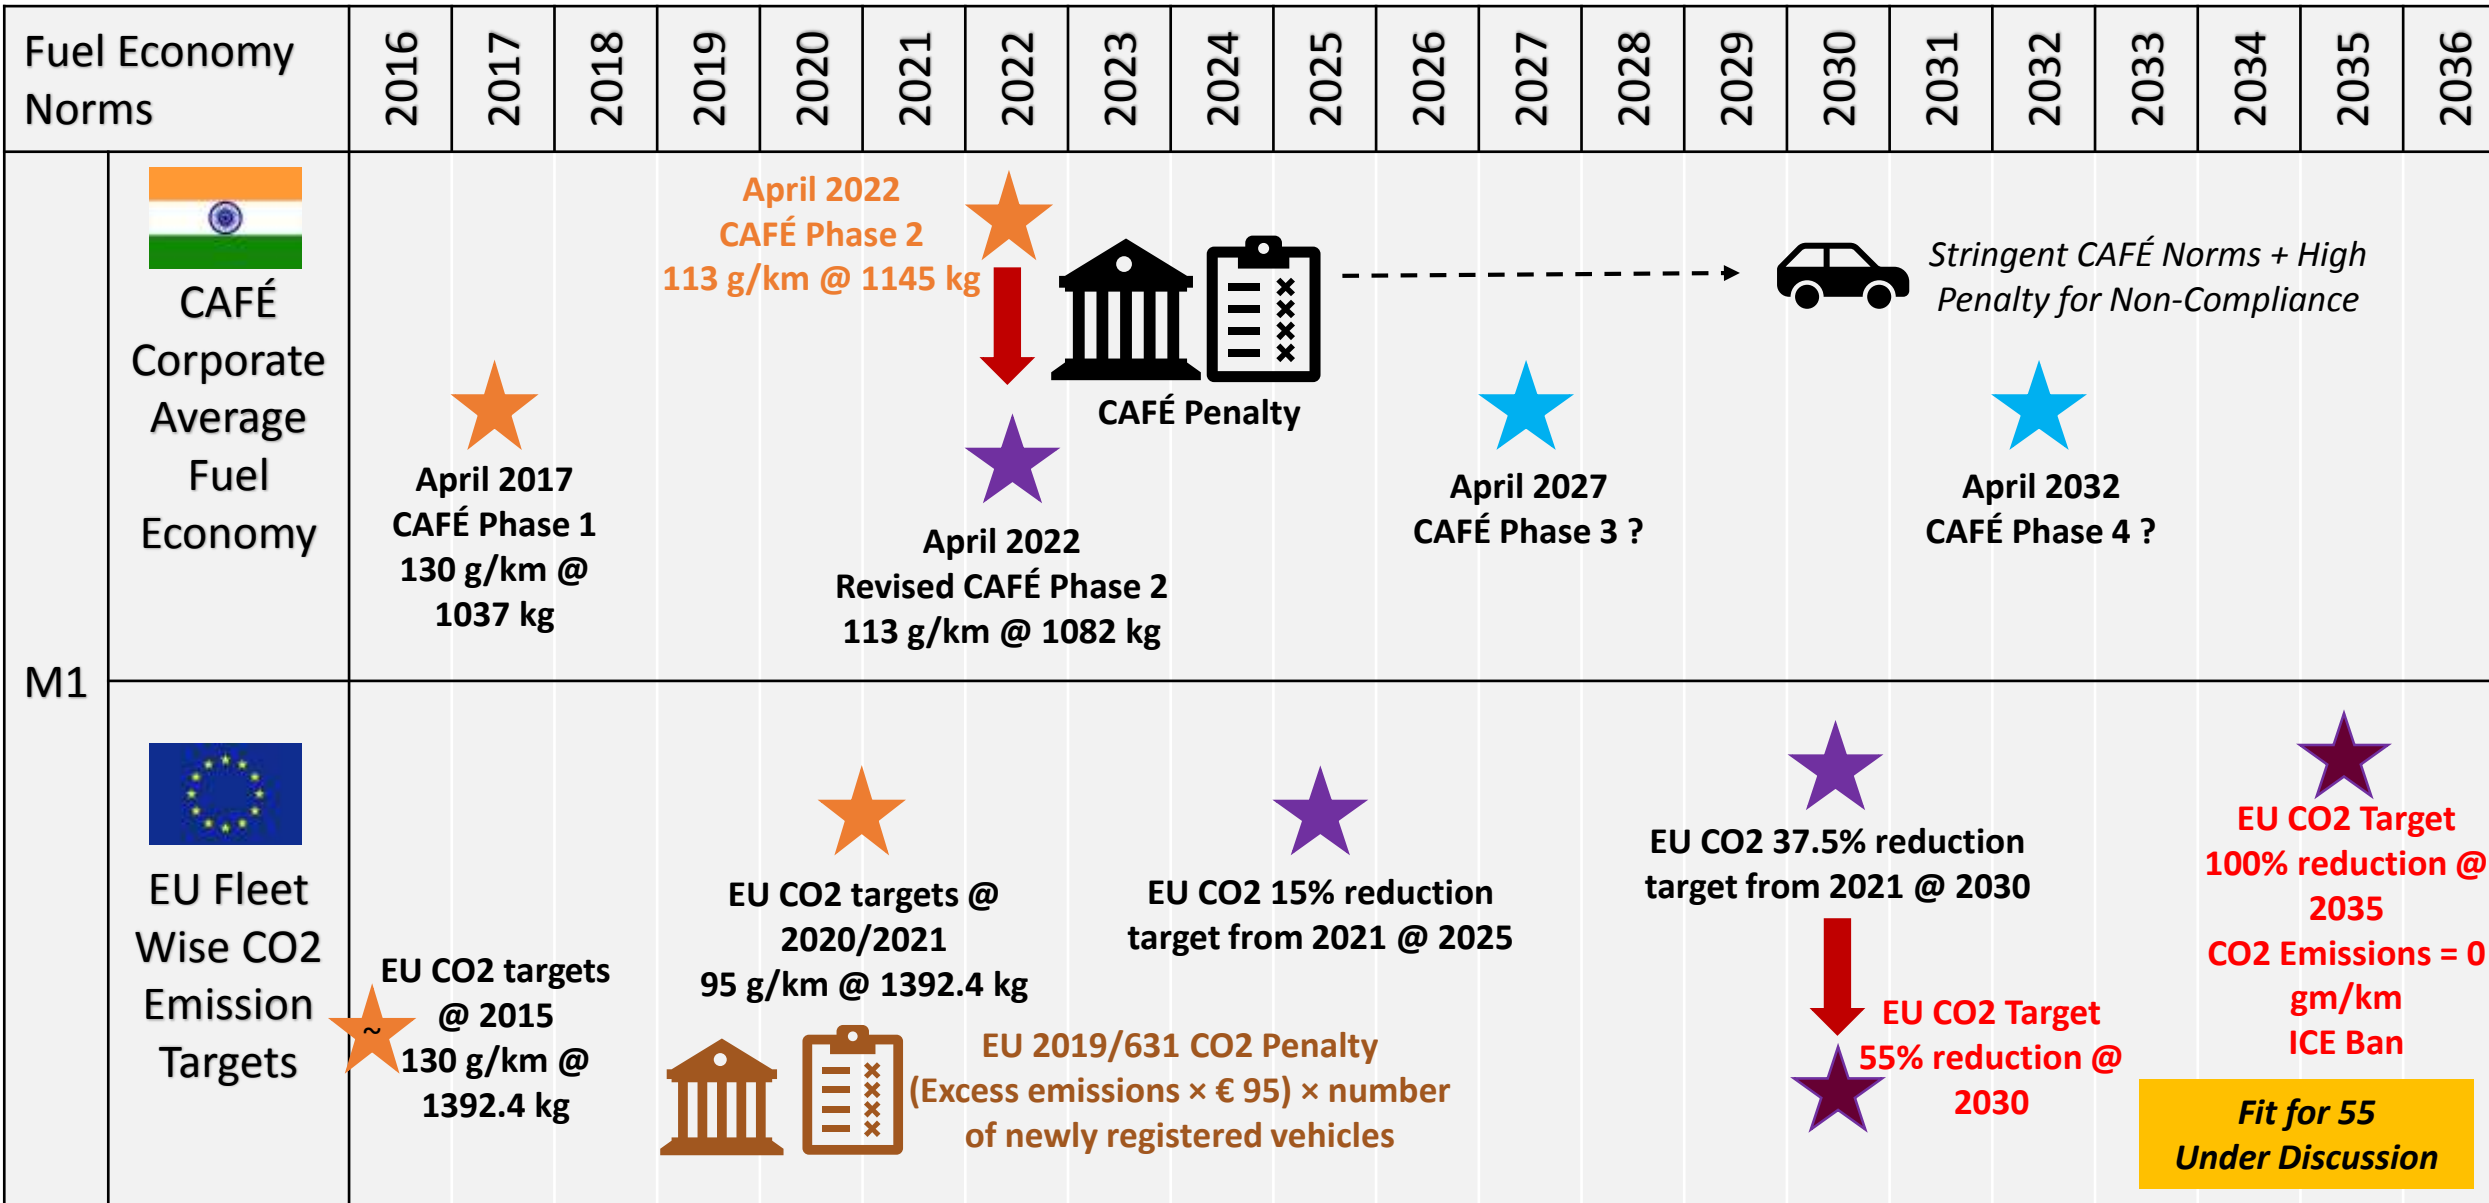 Fuel Economy
Norms
2016
2017
2018
2019
2020
2021
2022
2023
2024
2025
2026
2027
2028
2029
2030
2031
2032
2033
2034
2035
2036
M1
CAFÉ
Corporate
Average
Fuel
Economy
April 2017
CAFÉ Phase 1
130 g/km @
1037 kg
April 2022
CAFÉ Phase 2
113 g/km @ 1145 kg
April 2022
Revised CAFÉ Phase 2
113 g/km @ 1082 kg
CAFÉ Penalty
Stringent CAFÉ Norms + High
Penalty for Non-Compliance
April 2027
CAFÉ Phase 3 ?
April 2032
CAFÉ Phase 4 ?
EU Fleet
Wise CO2
Emission
Targets
~
EU CO2 targets
@ 2015
130 g/km @
1392.4 kg
EU CO2 targets @
2020/2021
95 g/km @ 1392.4 kg
EU 2019/631 CO2 Penalty
(Excess emissions × € 95) × number
of newly registered vehicles
EU CO2 15% reduction
target from 2021 @ 2025
EU CO2 37.5% reduction
target from 2021 @ 2030
EU CO2 Target
55% reduction @
2030
EU CO2 Target
100% reduction @
2035
CO2 Emissions = 0
gm/km
ICE Ban
Fit for 55
Under Discussion